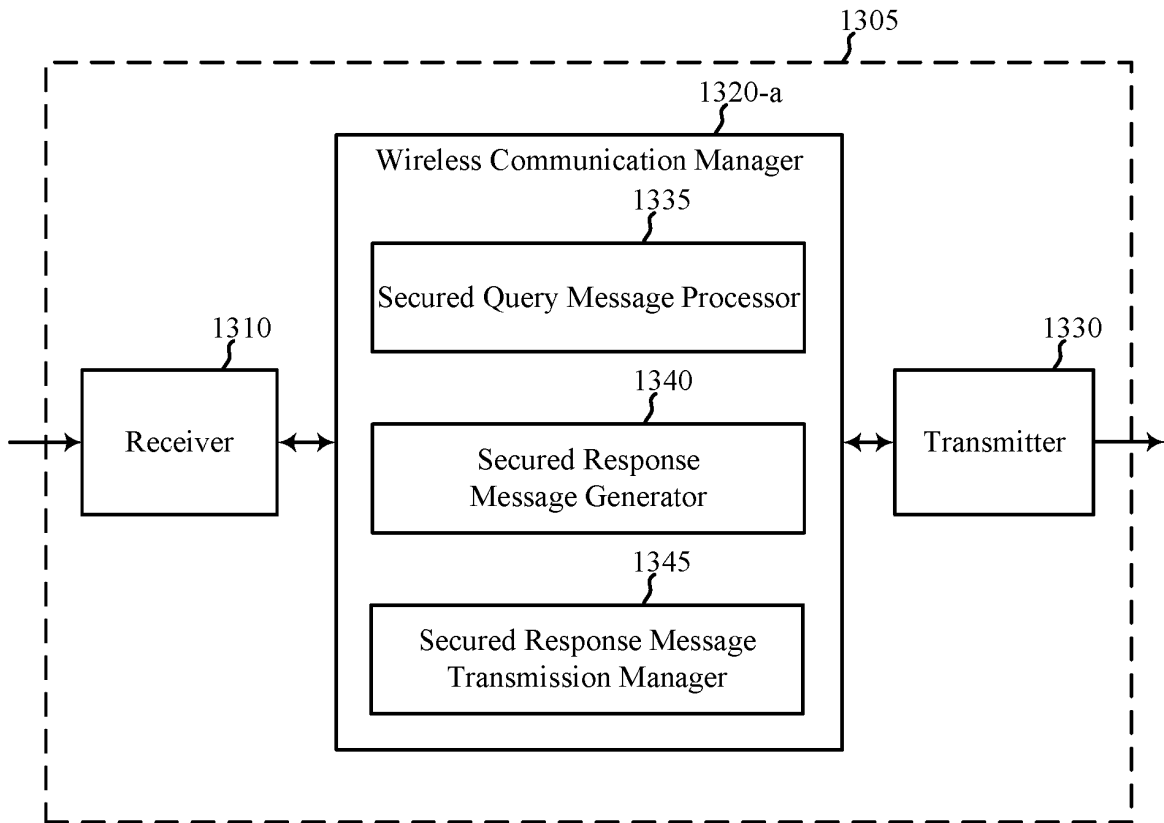 1305
1320-a
Wireless Communication Manager
1335
Secured Query Message Processor
1310
Receiver
1340
Secured Response
Message Generator
1330
Transmitter
1345
Secured Response Message
Transmission Manager